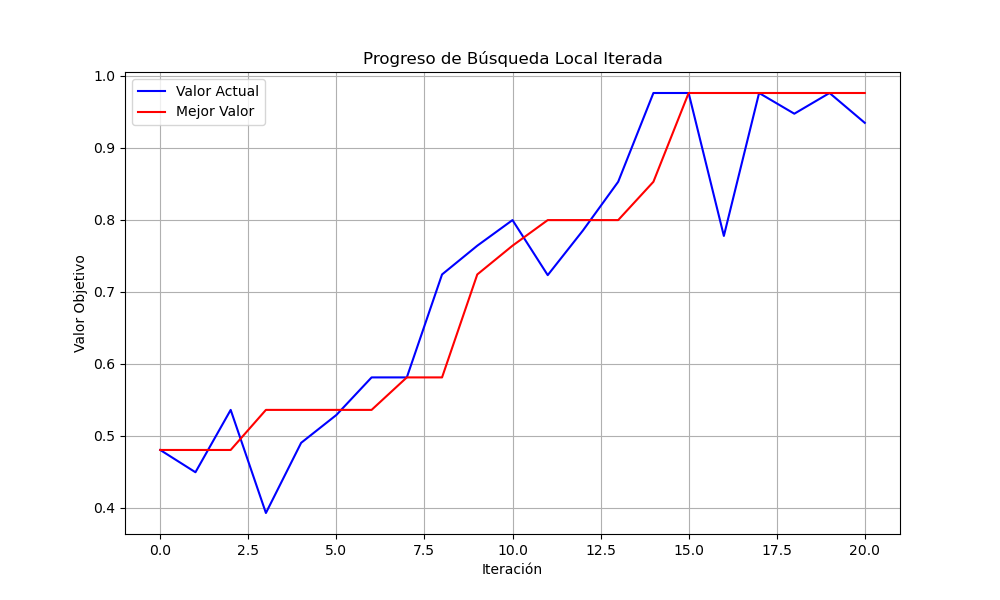 Progreso de Búsqueda Local Iterada
Valor Actual
Mejor Valor
Valor Objetivo
1.0
0.9
0.8
0.7
0.6
0.5
0.4
0.0 2.5 5.0 7.5 10.0 12.5 15.0 17.5 20.0
Iteración